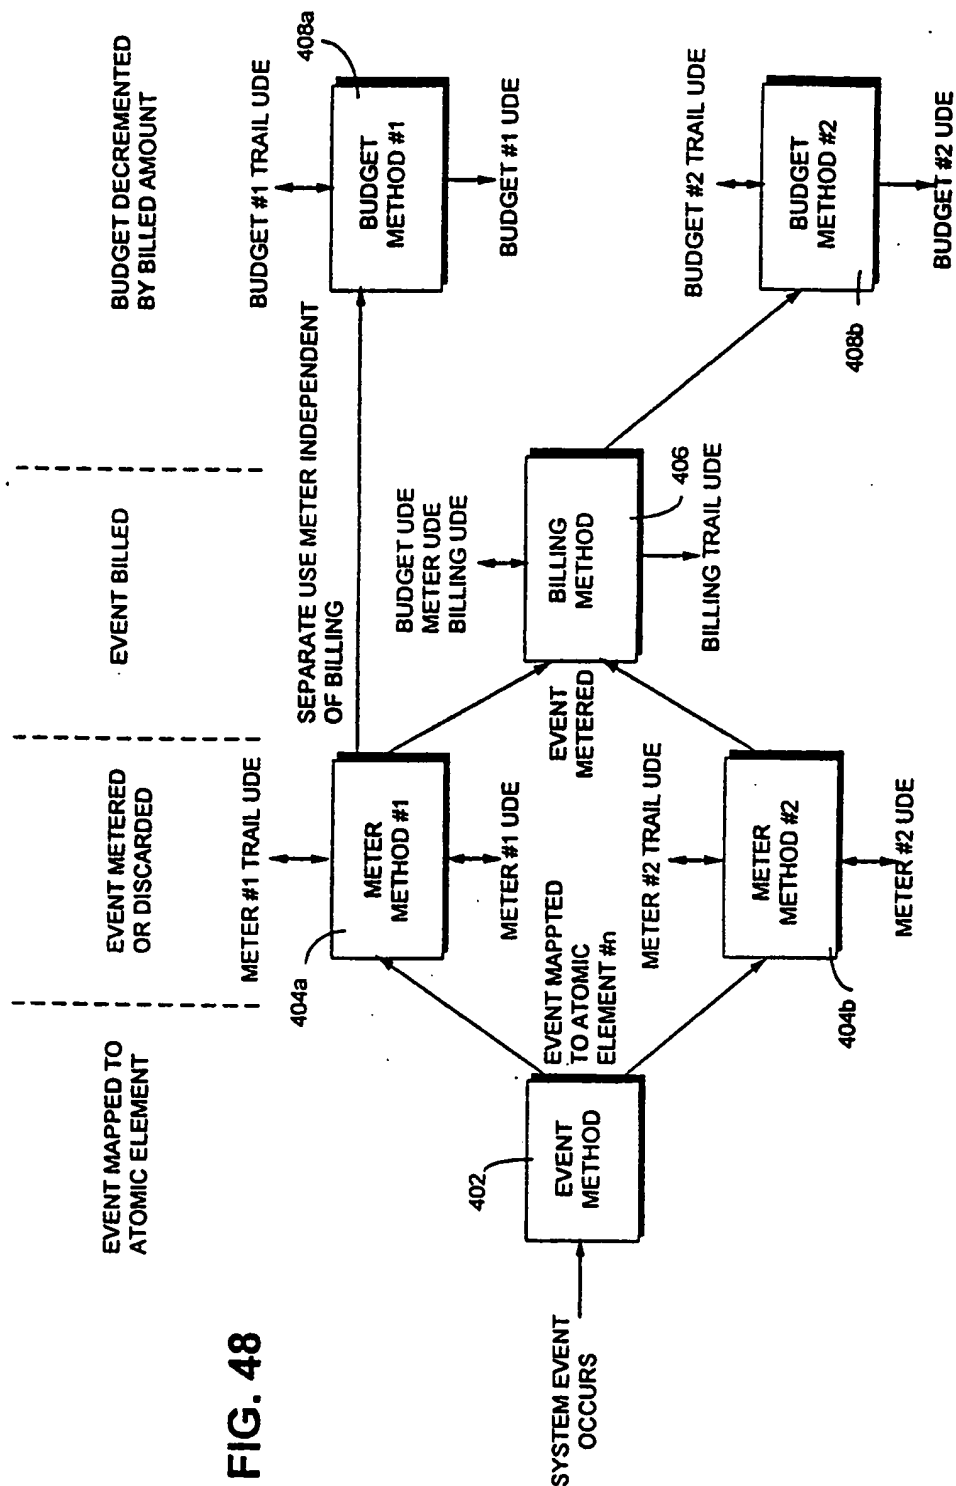 FIG. 48
EVENT MAPPED TO
ATOMIC ELEMENT
EVENT METERED
OR DISCARDED
EVENT BILLED
BUDGET DECREMENTED
BY BILLED AMOUNT
SYSTEM EVENT
OCCURS
402
EVENT
METHOD
EVENT MAPPTED
TO ATOMIC
ELEMENT #n
METER #1 TRAIL UDE
404a
METER
METHOD #1
METER #1 UDE
METER #2 TRAIL UDE
METER
METHOD #2
404b
METER #2 UDE
SEPARATE USE METER INDEPENDENT
OF BILLING
EVENT
METERED
BUDGET UDE
METER UDE
BILLING UDE
BILLING
METHOD
406
BILLING TRAIL UDE
BUDGET #1 TRAIL UDE
408a
BUDGET
METHOD #1
BUDGET #1 UDE
BUDGET #2 TRAIL UDE
BUDGET
METHOD #2
408b
BUDGET #2 UDE